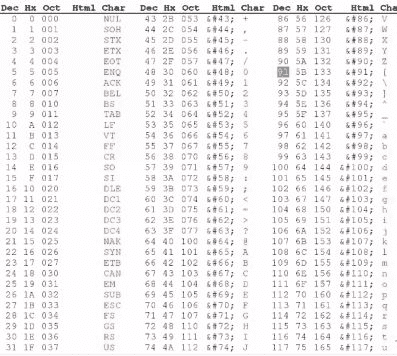 Dec Hx Oct Html Char Dec Hx Oct Html Char Dec Hx Oct Html Cha
0 0 000 NUL 43 2B 053 &#43; + 86 56 126 &#86; V
1 1 001 SOH 44 2C 054 &#44; , 87 57 127 &#87; W
2 2 002 STX 45 2D 055 &#45; - 88 58 130 &#88; X
3 3 003 ETX 46 2E 056 &#46; . 89 59 131 &#89; Y
4 4 004 EOT 47 2F 057 &#47; / 90 5A 132 &#90; Z
5 5 005 ENQ 48 30 060 &#48; 0 91 5B 133 &#91; [
6 6 006 ACK 49 31 061 &#49; 1 92 5C 134 &#92; \
7 7 007 BEL 50 32 062 &#50; 2 93 5D 135 &#93; ]
8 8 010 BS 51 33 063 &#51; 3 94 5E 136 &#94; ^
9 9 011 TAB 52 34 064 &#52; 4 95 5F 137 &#95; _
10 A 012 LF 53 35 065 &#53; 5 96 60 140 &#96; `
11 B 013 VT 54 36 066 &#54; 6 97 61 141 &#97; a
12 C 014 FF 55 37 067 &#55; 7 98 62 142 &#98; b
13 D 015 CR 56 38 070 &#56; 8 99 63 143 &#99; c
14 E 016 SO 57 39 071 &#57; 9 100 64 144 &#100; d
15 F 017 SI 58 3A 072 &#58; : 101 65 145 &#101; e
16 10 020 DLE 59 3B 073 &#59; ; 102 66 146 &#102; f
17 11 021 DC1 60 3C 074 &#60; < 103 67 147 &#103; g
18 12 022 DC2 61 3D 075 &#61; = 104 68 150 &#104; h
19 13 023 DC3 62 3E 076 &#62; > 105 69 151 &#105; i
20 14 024 DC4 63 3F 077 &#63; ? 106 6A 152 &#106; j
21 15 025 NAK 64 40 100 &#64; @ 107 6B 153 &#107; k
22 16 026 SYN 65 41 101 &#65; A 108 6C 154 &#108; l
23 17 027 ETB 66 42 102 &#66; B 109 6D 155 &#109; m
24 18 030 CAN 67 43 103 &#67; C 110 6E 156 &#110; n
25 19 031 EM 68 44 104 &#68; D 111 6F 157 &#111; o
26 1A 032 SUB 69 45 105 &#69; E 112 70 160 &#112; p
27 1B 033 ESC 70 46 106 &#70; F 113 71 161 &#113; q
28 1C 034 FS 71 47 107 &#71; G 114 72 162 &#114; r
29 1D 035 GS 72 48 110 &#72; H 115 73 163 &#115; s
30 1E 036 RS 73 49 111 &#73; I 116 74 164 &#116; t
31 1F 037 US 74 4A 112 &#74; J 117 75 165 &#117; u